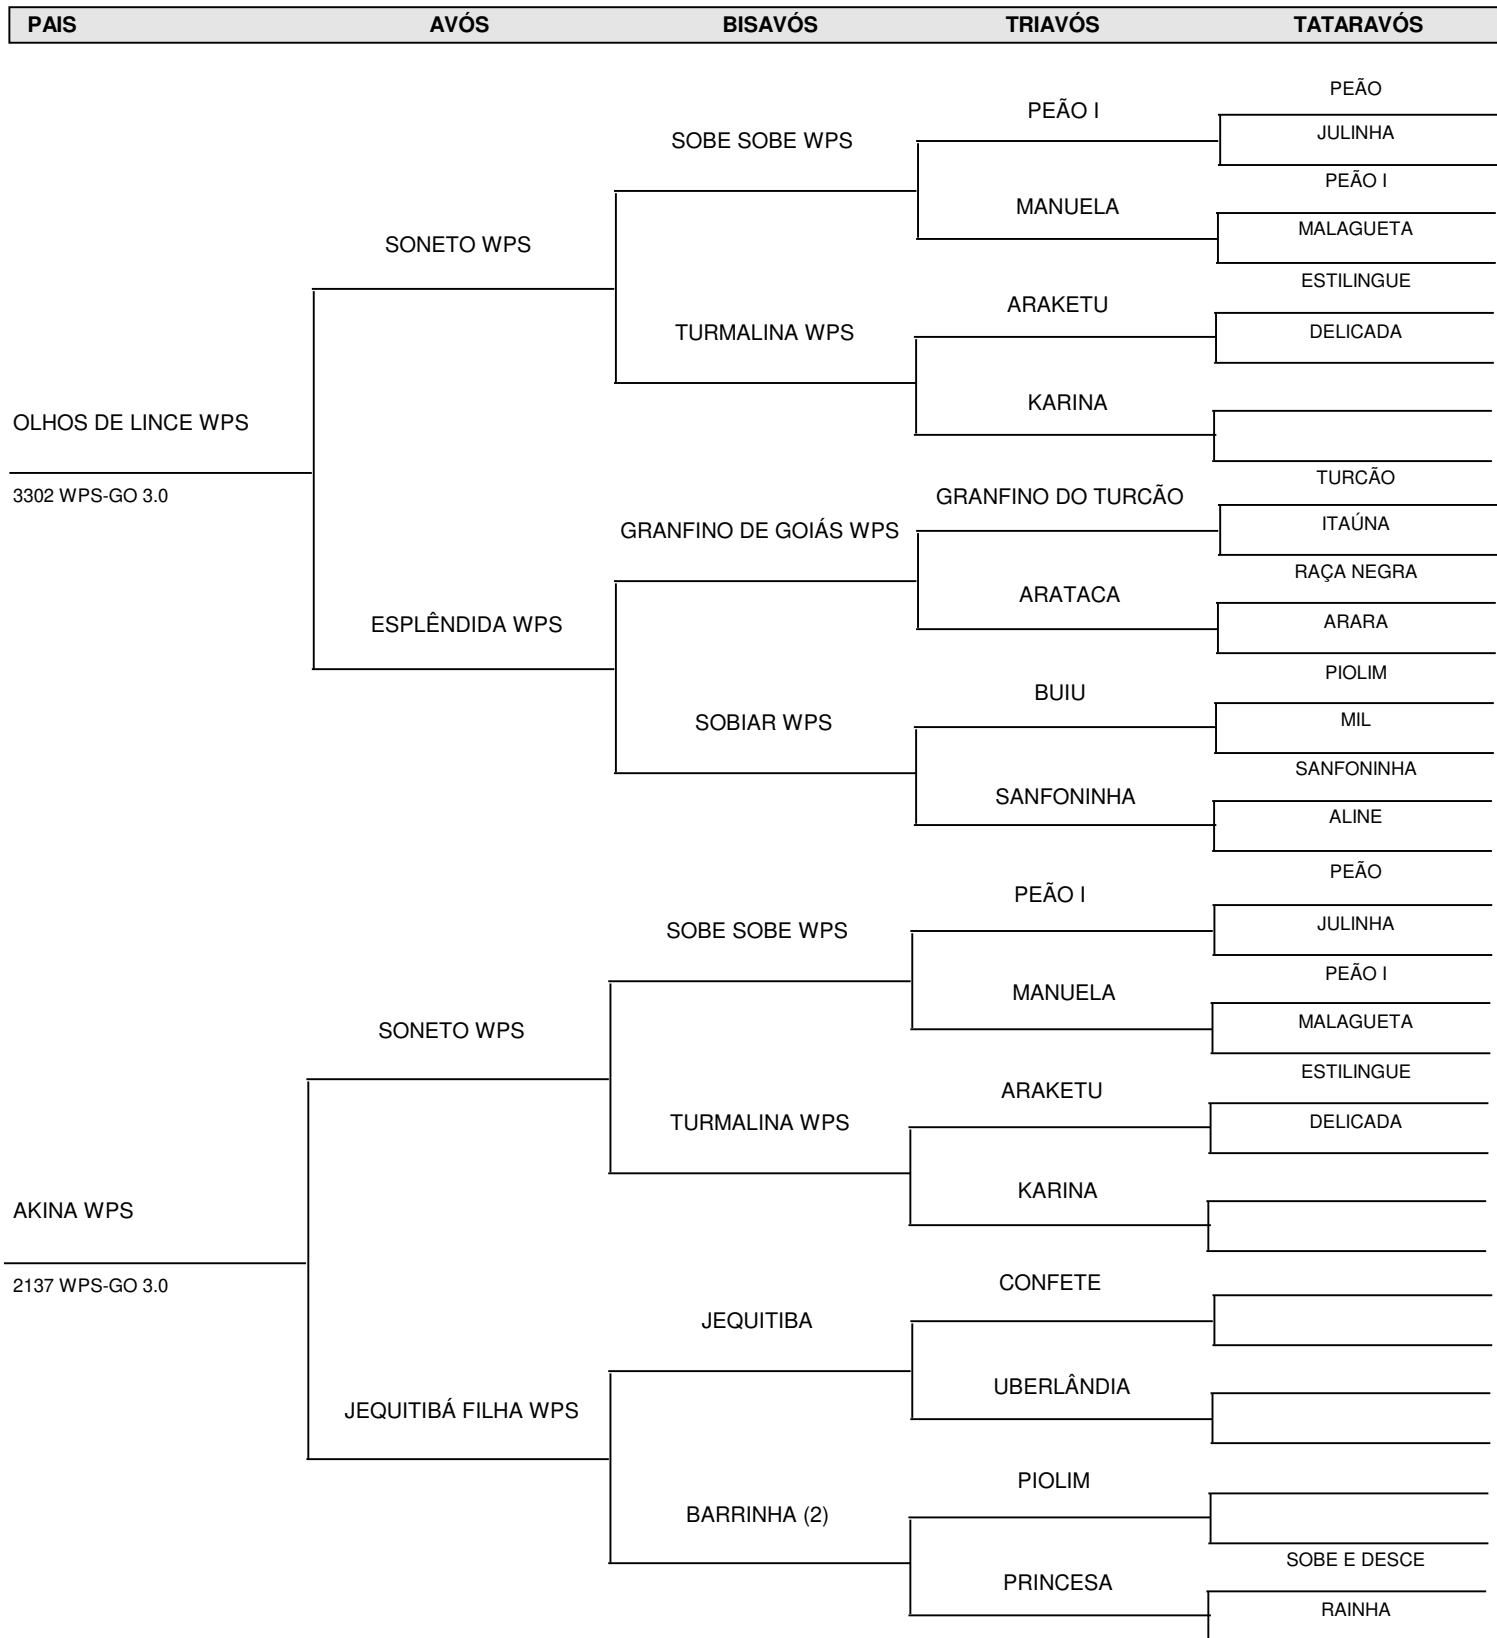 PAIS AVÓS BISAVÓS TRIAVÓS TATARAVÓS
PEÃO
PEÃO I
JULINHA
SOBE SOBE WPS
PEÃO I
MANUELA
MALAGUETA
SONETO WPS
ESTILINGUE
ARAKETU
TURMALINA WPS
DELICADA
KARINA
OLHOS DE LINCE WPS
TURCÃO
3302 WPS-GO 3.0
GRANFINO DO TURCÃO
ITAÚNA
GRANFINO DE GOIÁS WPS
RAÇA NEGRA
ARATACA
ARARA
ESPLÊNDIDA WPS
PIOLIM
BUIU
MIL
SOBIAR WPS
SANFONINHA
SANFONINHA
ALINE
PEÃO
PEÃO I
JULINHA
SOBE SOBE WPS
PEÃO I
MANUELA
MALAGUETA
SONETO WPS
ESTILINGUE
ARAKETU
DELICADA
TURMALINA WPS
KARINA
AKINA WPS
2137 WPS-GO 3.0
CONFETE
JEQUITIBA
UBERLÂNDIA
JEQUITIBÁ FILHA WPS
PIOLIM
BARRINHA (2)
SOBE E DESCE
PRINCESA
RAINHA